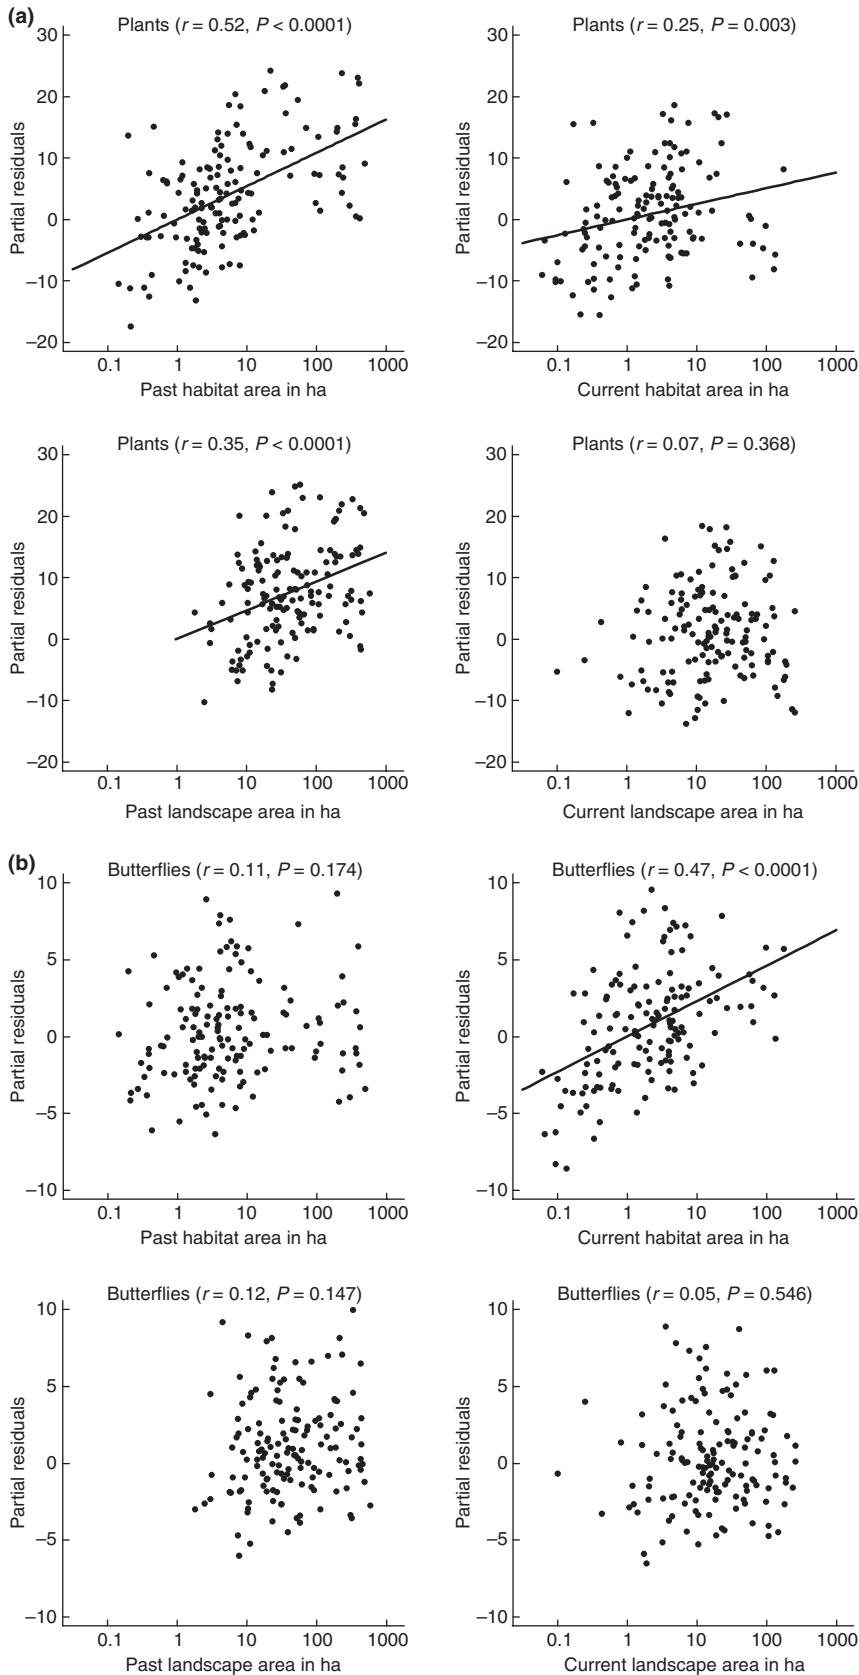 (a)
Plants (r = 0.52, P < 0.0001)
30
20
10
0
–10
–20
Partial residuals
0.1 1 10 100 1000
Past habitat area in ha
Plants (r = 0.25, P = 0.003)
30
20
10
0
–10
–20
Partial residuals
0.1 1 10 100 1000
Current habitat area in ha
Plants (r = 0.35, P < 0.0001)
30
20
10
0
–10
–20
Partial residuals
0.1 1 10 100 1000
Past landscape area in ha
Plants (r = 0.07, P = 0.368)
30
20
10
0
–10
–20
Partial residuals
0.1 1 10 100 1000
Current landscape area in ha
(b)
Butterflies (r = 0.11, P = 0.174)
10
5
0
–5
–10
Partial residuals
0.1 1 10 100 1000
Past habitat area in ha
Butterflies (r = 0.47, P < 0.0001)
10
5
0
–5
–10
Partial residuals
0.1 1 10 100 1000
Current habitat area in ha
Butterflies (r = 0.12, P = 0.147)
10
5
0
–5
–10
Partial residuals
0.1 1 10 100 1000
Past landscape area in ha
Butterflies (r = 0.05, P = 0.546)
10
5
0
–5
–10
Partial residuals
0.1 1 10 100 1000
Current landscape area in ha